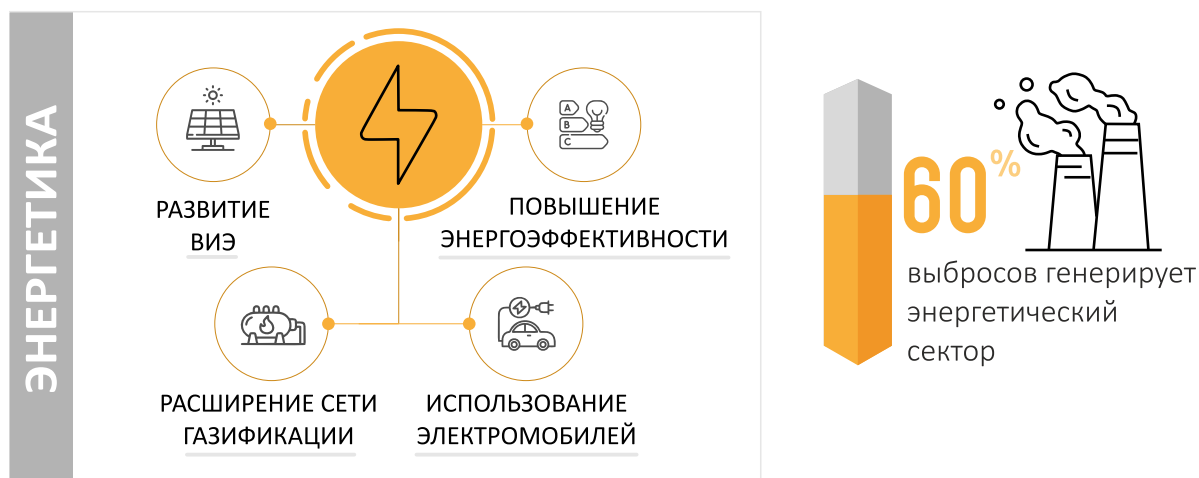 ЭНЕРГЕТИКА
РАЗВИТИЕ
ВИЭ
ПОВЫШЕНИЕ
ЭНЕРГОЭФФЕКТИВНОСТИ
A
B
C
РАСШИРЕНИЕ СЕТИ
ГАЗИФИКАЦИИ
ИСПОЛЬЗОВАНИЕ
ЭЛЕКТРОМОБИЛЕЙ
60%
выбросов генерирует
энергетический
сектор